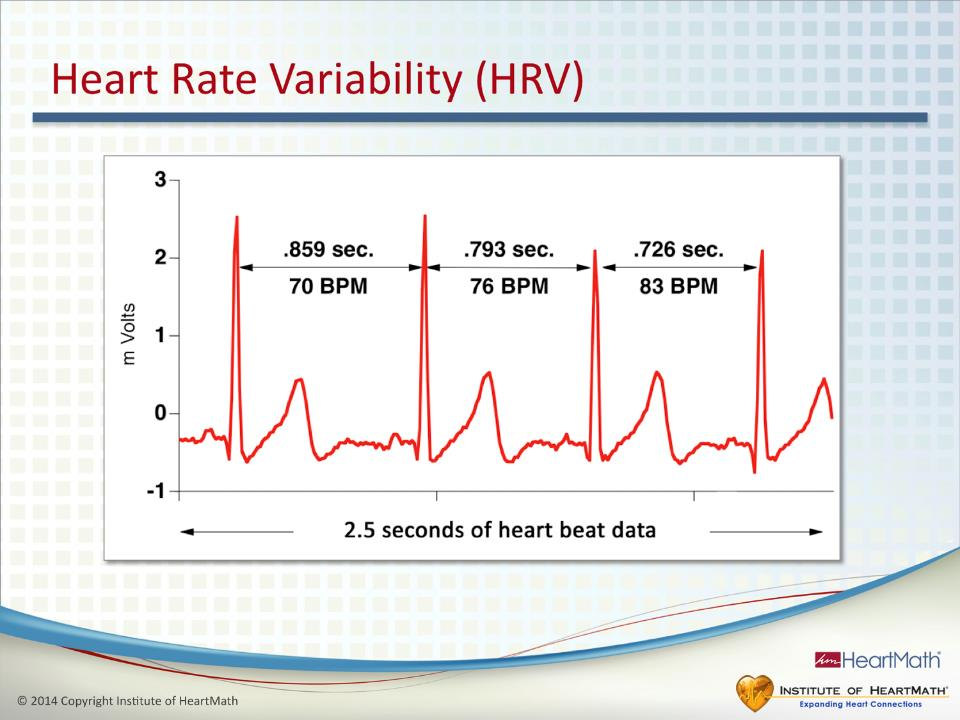 Heart Rate Variability (HRV)
3
2
1
0
-1
m Volts
.859 sec.
70 BPM
.793 sec.
76 BPM
.726 sec.
83 BPM
2.5 seconds of heart beat data
hm HeartMath®
© 2014 Copyright Institute of HeartMath
INSTITUTE OF HEARTMATH®
Expanding Heart Connections